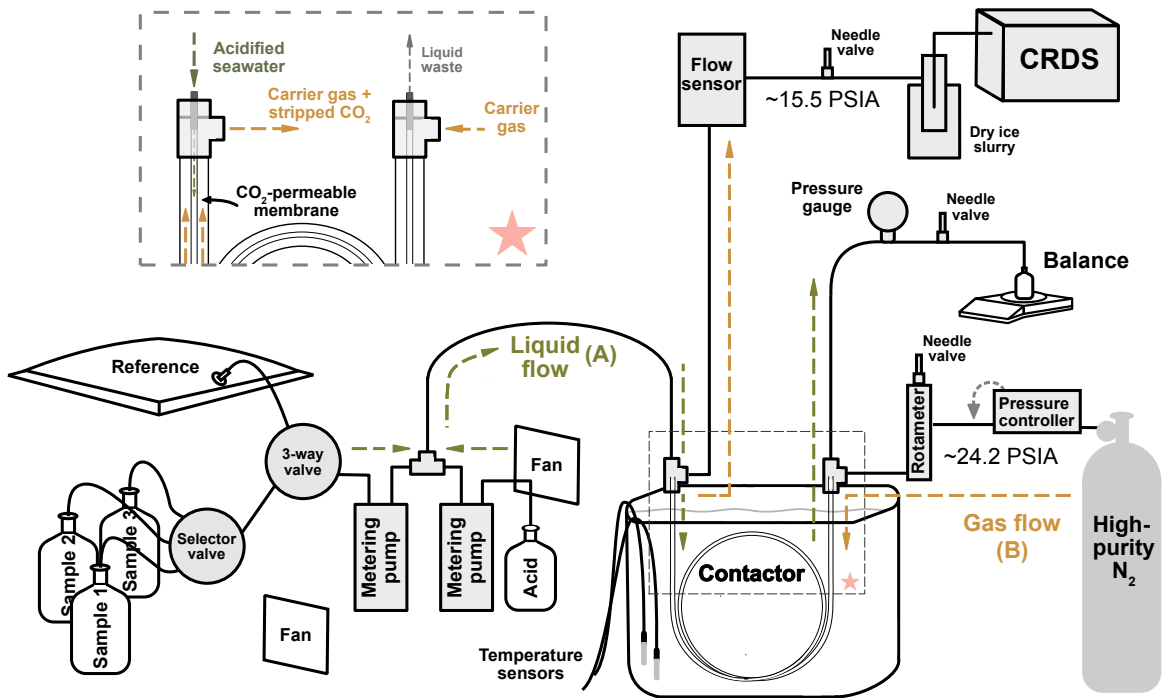 Acidified
seawater
Liquid
waste
Carrier gas +
stripped CO2
Carrier
gas
CO2-permeable
membrane
Flow
sensor
Needle
valve
~15.5 PSIA
CRDS
Dry ice
slurry
Pressure
gauge
Needle
valve
Balance
Reference
Liquid
flow (A)
Needle
valve
Rotameter
Pressure
controller
~24.2 PSIA
3-way
valve
Fan
Selector
valve
Sample 2
Sample 3
Sample 1
Metering
pump
Metering
pump
Acid
Fan
Contactor
Gas flow
(B)
High-
purity
N2
Temperature
sensors